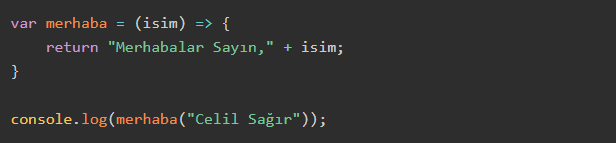 var merhaba = (isim) => {
    return "Merhabalar Sayın," + isim;
}
console.log(merhaba("Celil Sağır"));